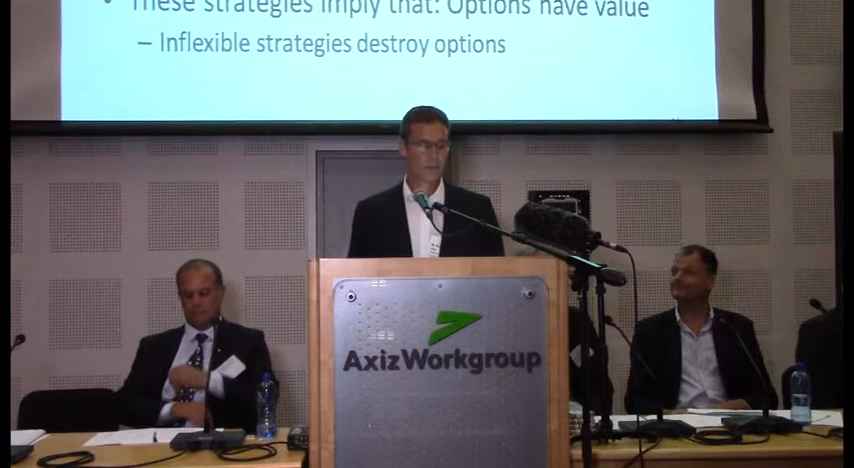 • These strategies imply that: Options have value
– Inflexible strategies destroy options
AxizWorkgroup